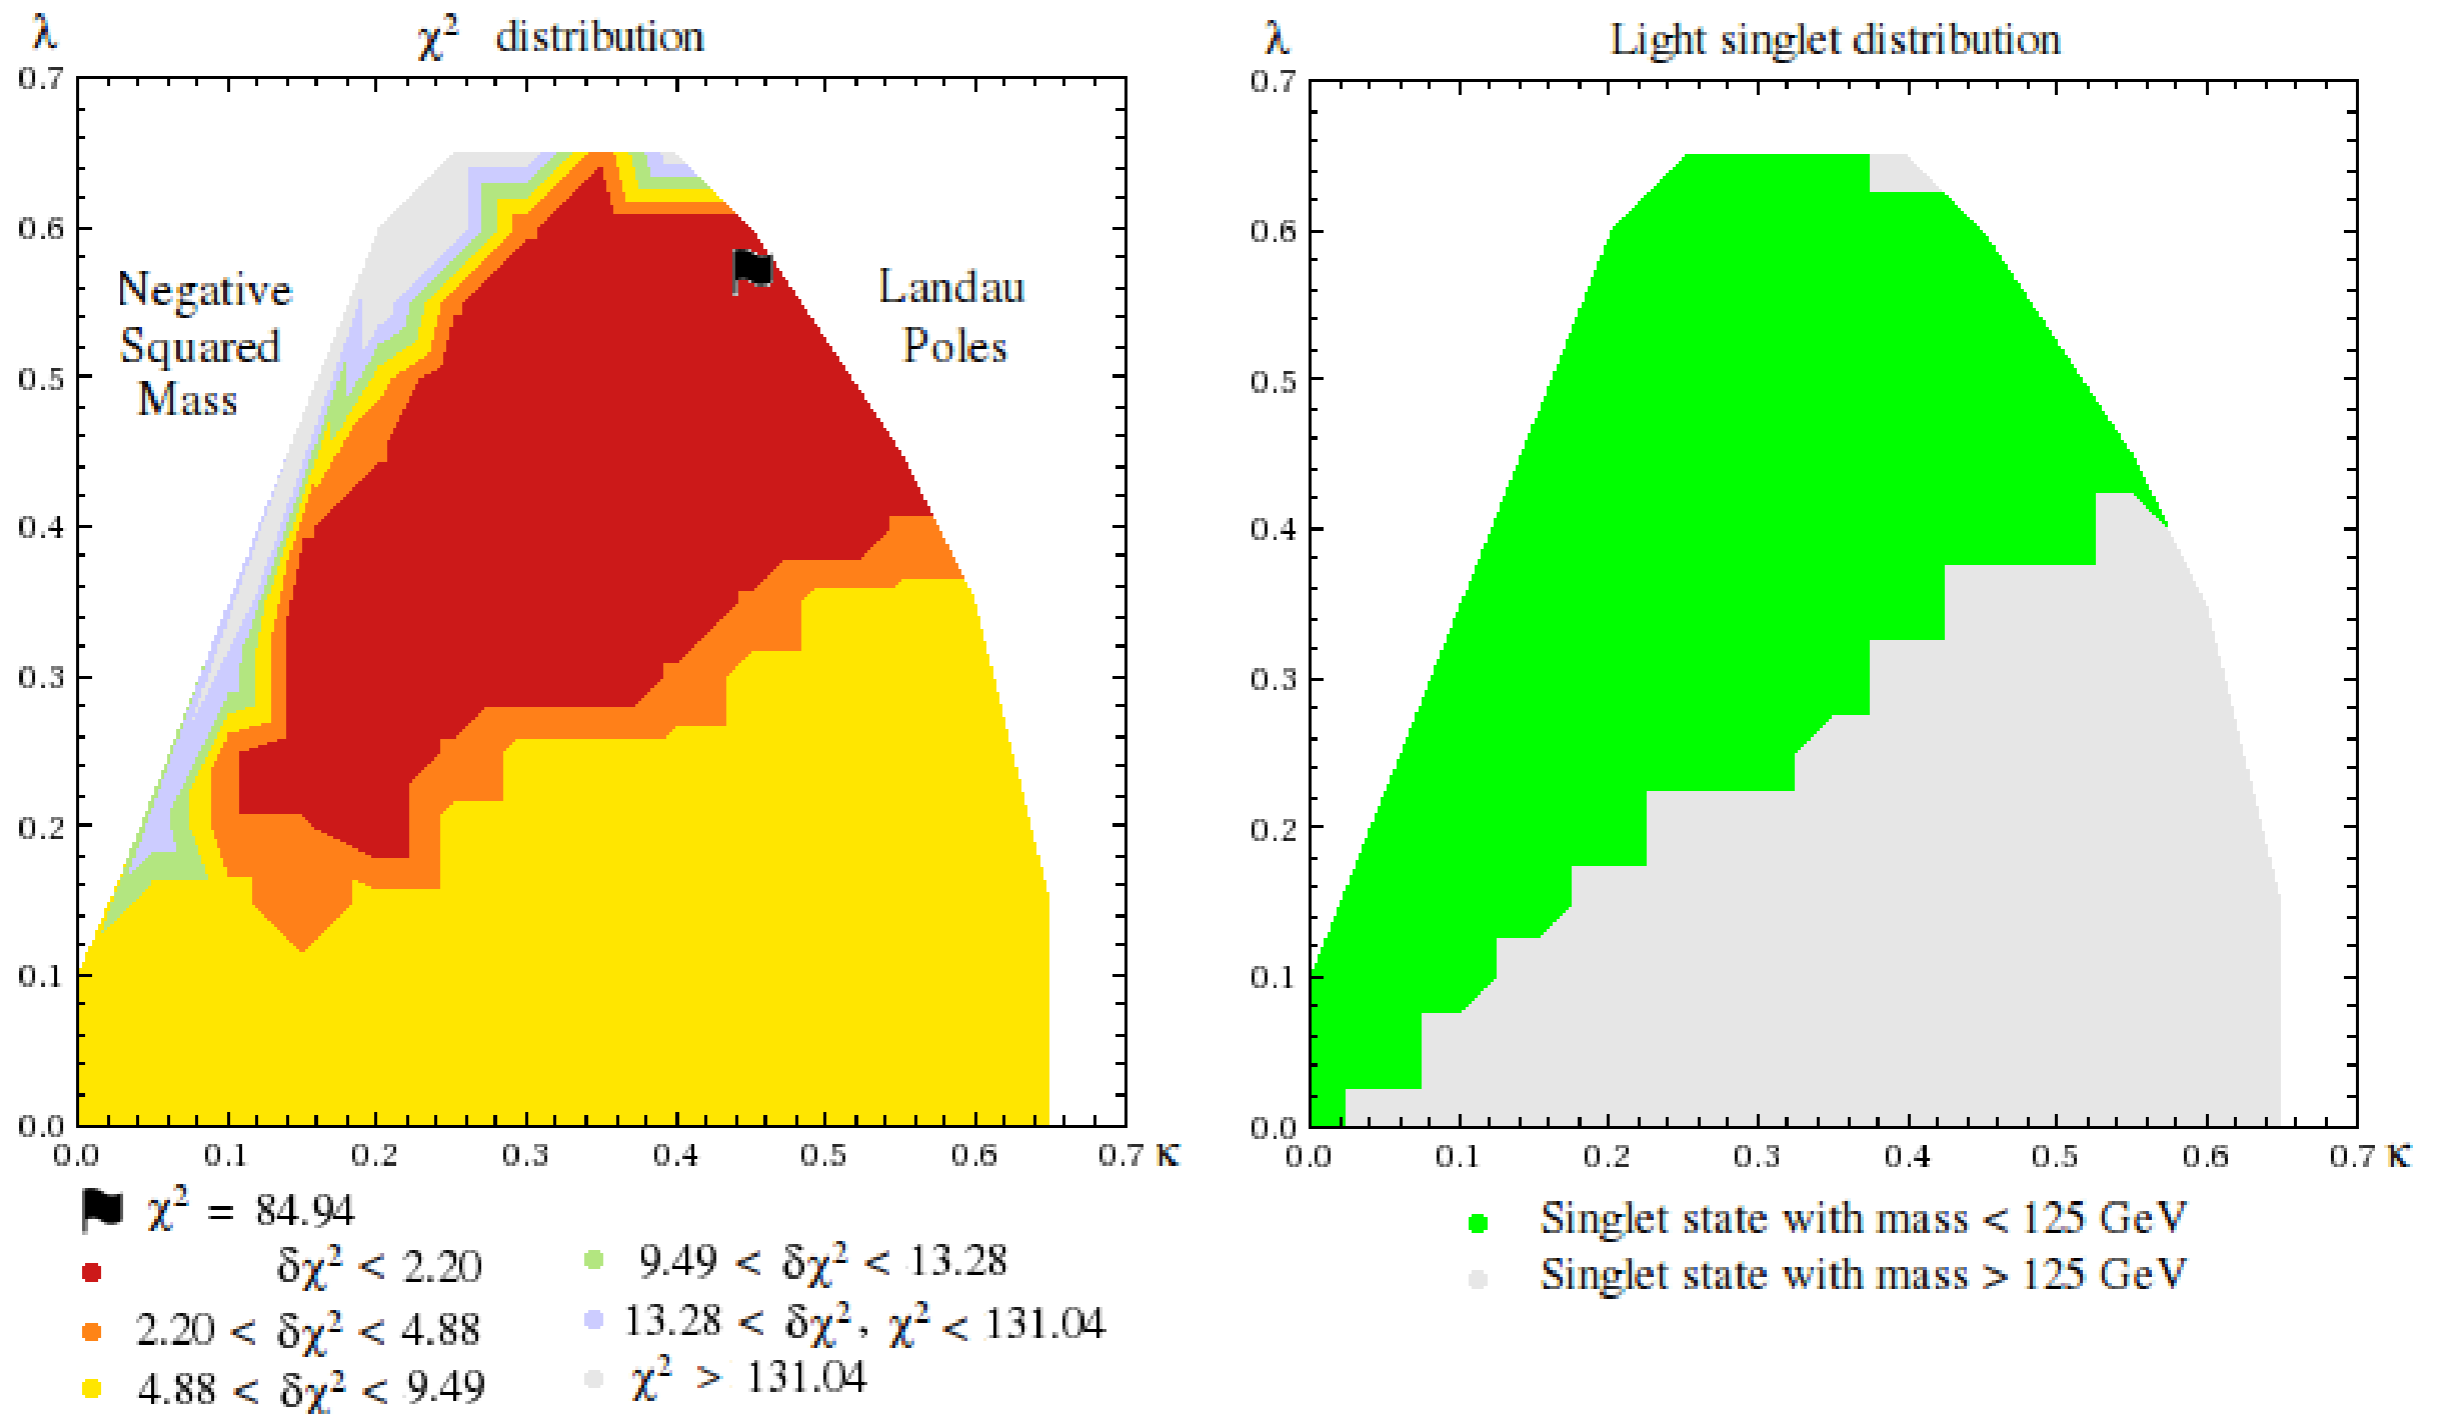 λ
χ² distribution
0.7
0.6
0.5
0.4
0.3
0.2
0.1
0.0
Negative
Squared
Mass
Landau
Poles
0.0 0.1 0.2 0.3 0.4 0.5 0.6 0.7 κ
χ² = 84.94
δχ² < 2.20
2.20 < δχ² < 4.88
4.88 < δχ² < 9.49
9.49 < δχ² < 13.28
13.28 < δχ², χ² < 131.04
χ² > 131.04
λ
Light singlet distribution
0.7
0.6
0.5
0.4
0.3
0.2
0.1
0.0
0.0 0.1 0.2 0.3 0.4 0.5 0.6 0.7 κ
Singlet state with mass < 125 GeV
Singlet state with mass > 125 GeV